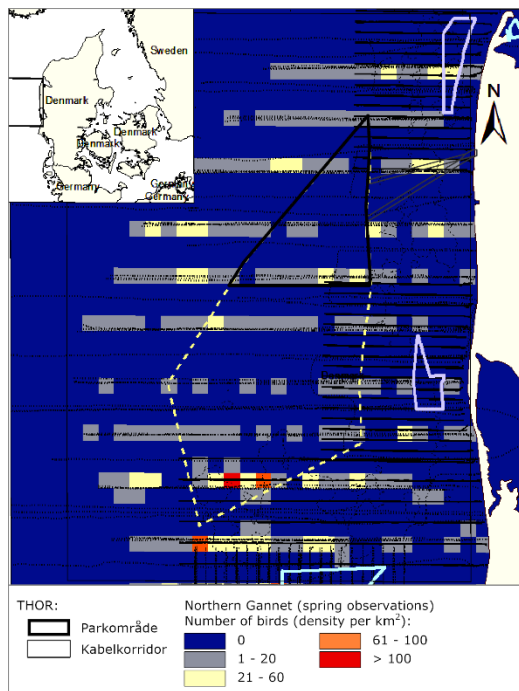 Sweden
Denmark
Denmark
Denmark
Germany
Germany
Germany
N
THOR:
Parkområde
Kabelkorridor
Northern Gannet (spring observations)
Number of birds (density per km²):
0
1 - 20
21 - 60
61 - 100
> 100